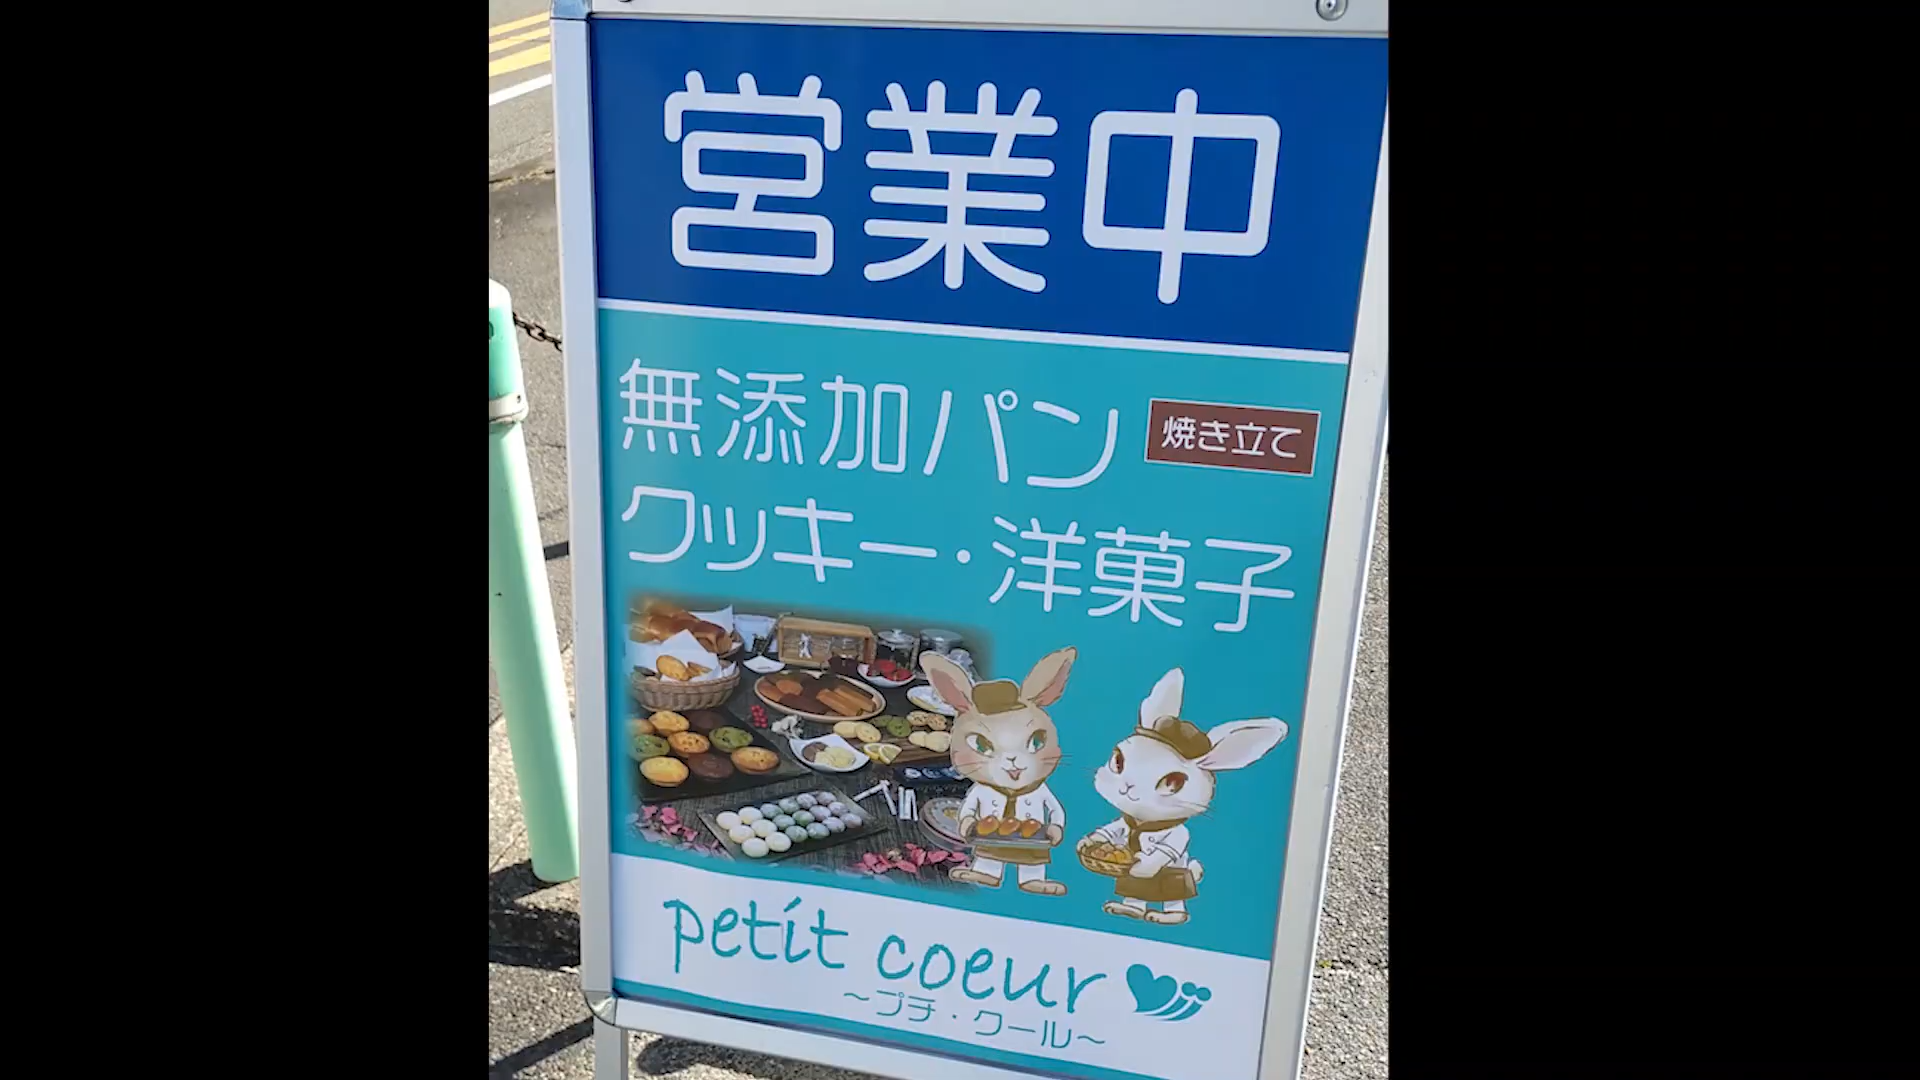 営業中
無添加パン 焼き立て
クッキー・洋菓子
petit coeur
～プチ・クール～